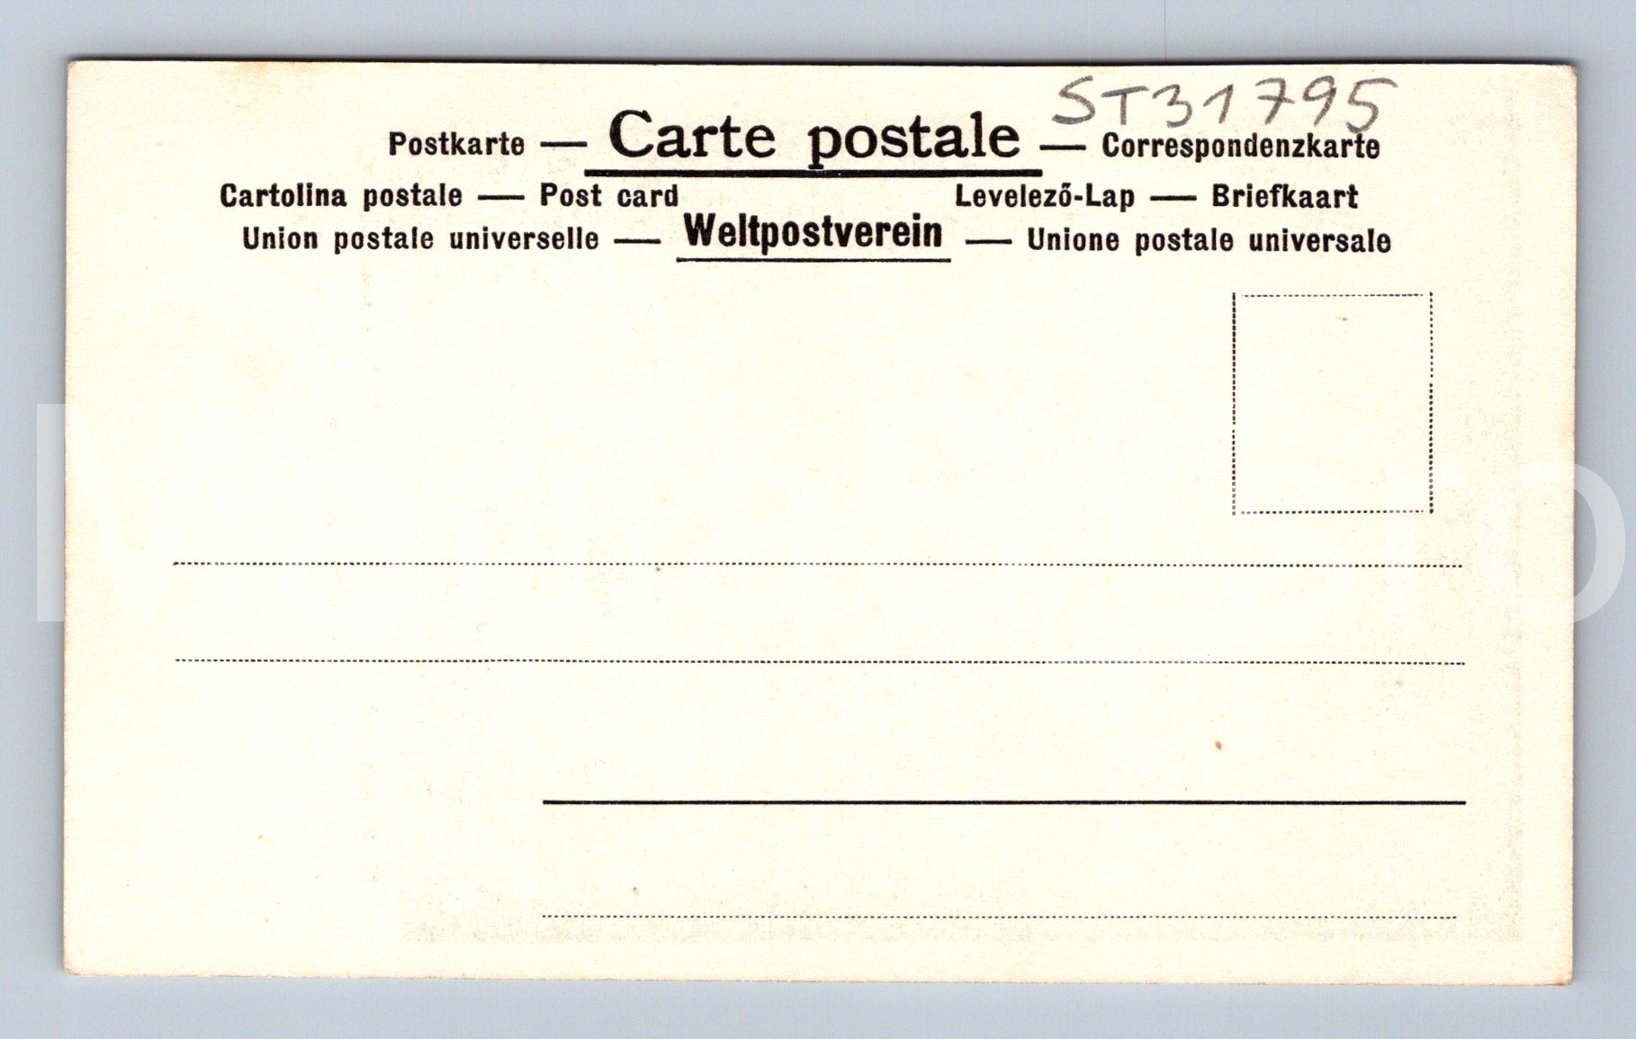 ST31795
Postkarte — Carte postale — Correspondenzkarte
Cartolina postale — Post card Levelező-Lap — Briefkaart
Union postale universelle — Weltpostverein — Unione postale universale